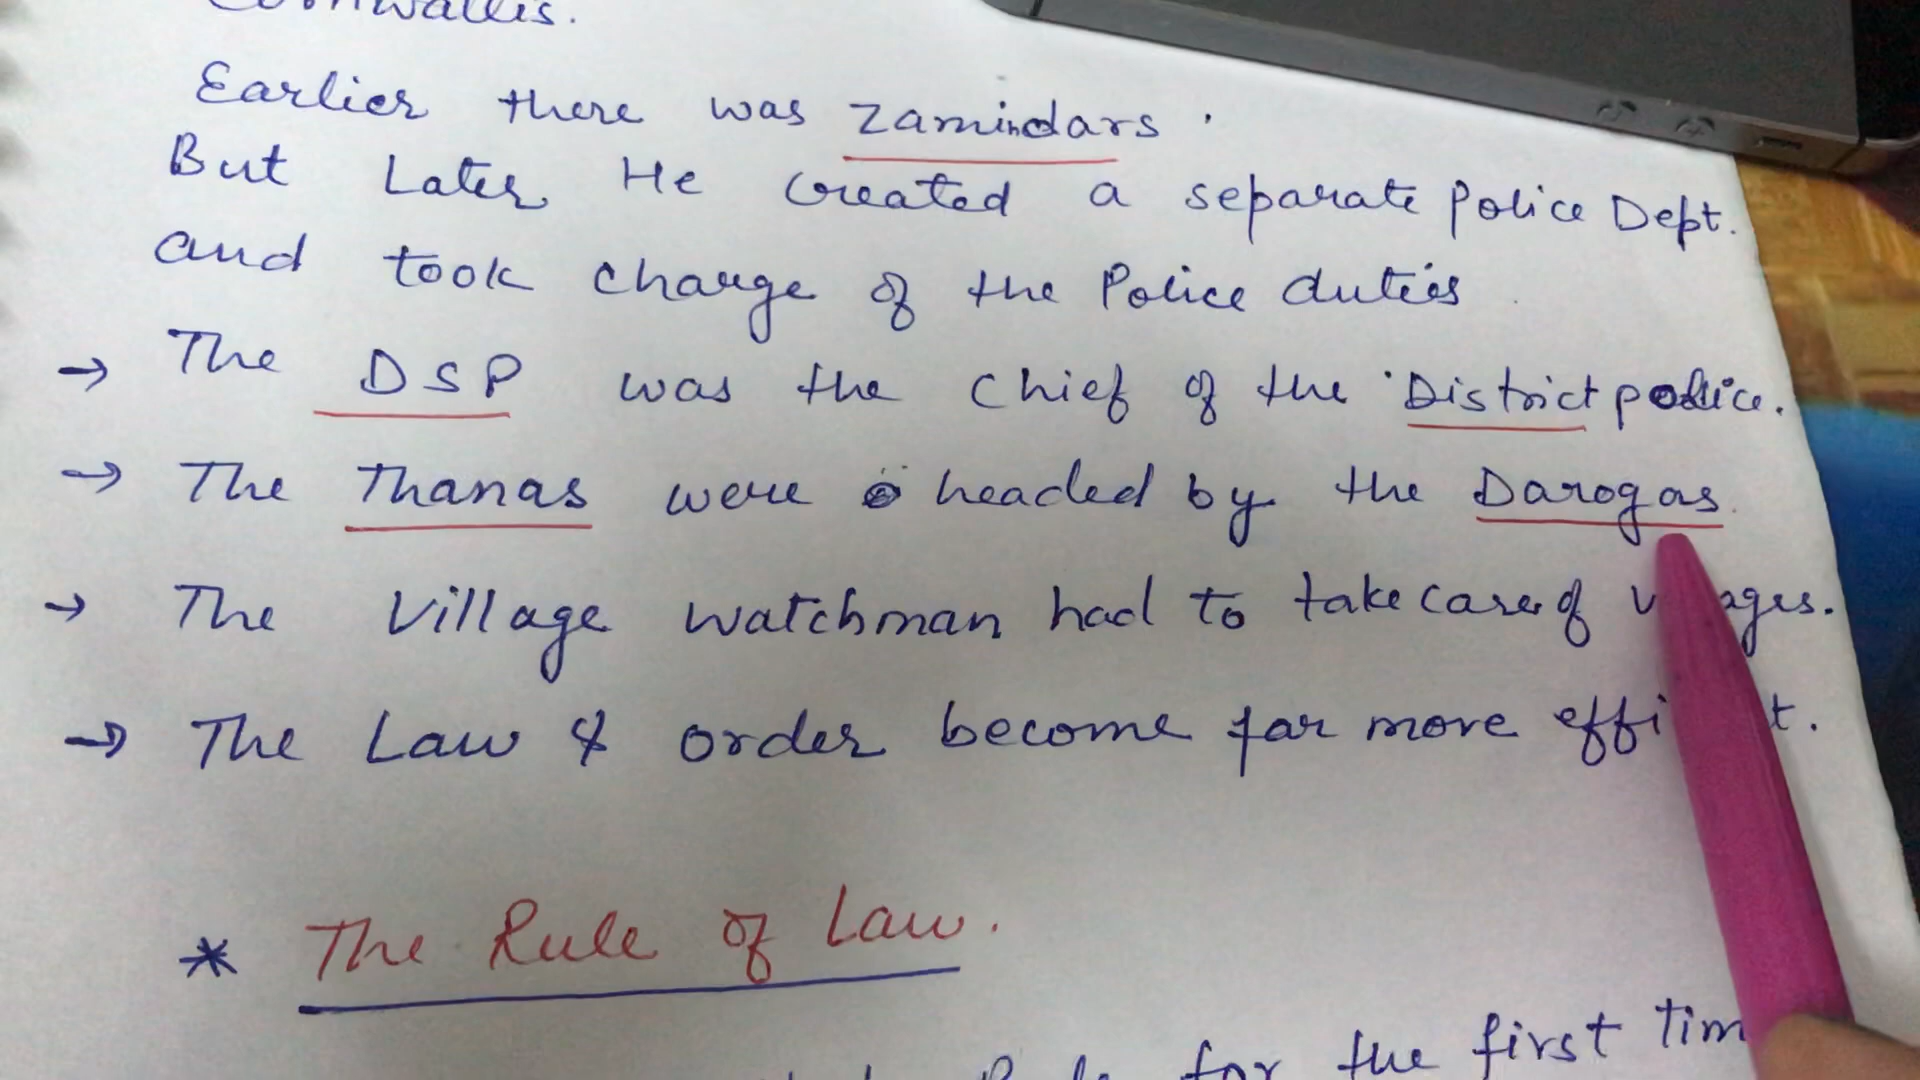 Cornwallis.
Earlier there was Zamindars.
But Later He created a separate Police Dept.
and took charge of the Police duties
→ The DSP was the Chief of the District police.
→ The Thanas were headed by the Darogas
→ The Village watchman had to take care of
→ The Law & order become far more
* The Rule of Law.
for the first